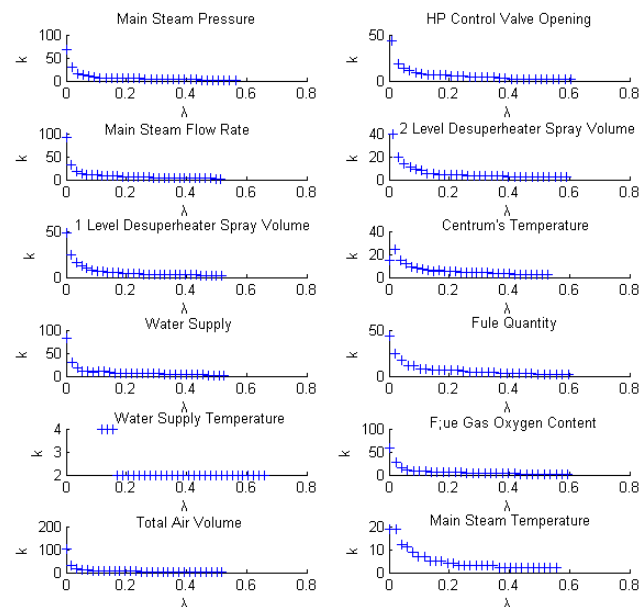 Main Steam Pressure
100
50
0
k
0 0.2 0.4 0.6 0.8
λ
HP Control Valve Opening
50
0
k
0 0.2 0.4 0.6 0.8
λ
Main Steam Flow Rate
100
50
0
k
0 0.2 0.4 0.6 0.8
λ
2 Level Desuperheater Spray Volume
40
20
0
k
0 0.2 0.4 0.6 0.8
λ
1 Level Desuperheater Spray Volume
50
0
k
0 0.2 0.4 0.6 0.8
λ
Centrum's Temperature
40
20
0
k
0 0.2 0.4 0.6 0.8
λ
Water Supply
100
50
0
k
0 0.2 0.4 0.6 0.8
λ
Fule Quantity
50
0
k
0 0.2 0.4 0.6 0.8
λ
Water Supply Temperature
4
3
2
k
0 0.2 0.4 0.6 0.8
λ
F;ue Gas Oxygen Content
100
50
0
k
0 0.2 0.4 0.6 0.8
λ
Total Air Volume
200
100
0
k
0 0.2 0.4 0.6 0.8
λ
Main Steam Temperature
20
10
0
k
0 0.2 0.4 0.6 0.8
λ